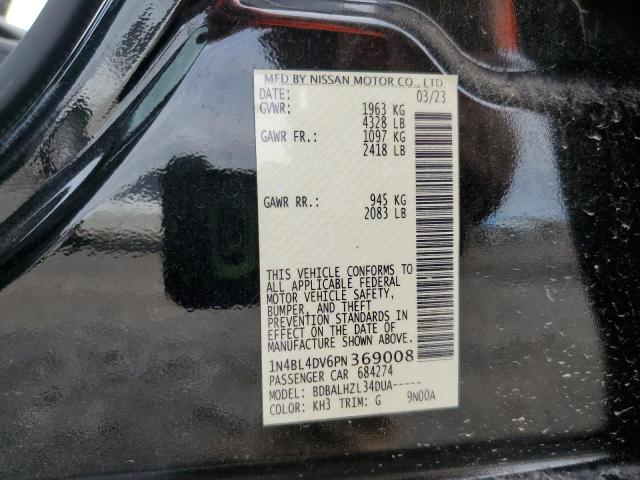 MFD BY NISSAN MOTOR CO., LTD.
DATE: 03/23
GVWR: 1963 KG
4328 LB
GAWR FR.: 1097 KG
2418 LB
GAWR RR.: 945 KG
2083 LB
THIS VEHICLE CONFORMS TO
ALL APPLICABLE FEDERAL
MOTOR VEHICLE SAFETY,
BUMPER, AND THEFT
PREVENTION STANDARDS IN
EFFECT ON THE DATE OF
MANUFACTURE SHOWN ABOVE.
1N4BL4DV6PN369008
PASSENGER CAR 684274
MODEL: BDBALHZL34DUA-----
COLOR: KH3 TRIM: G 9N00A